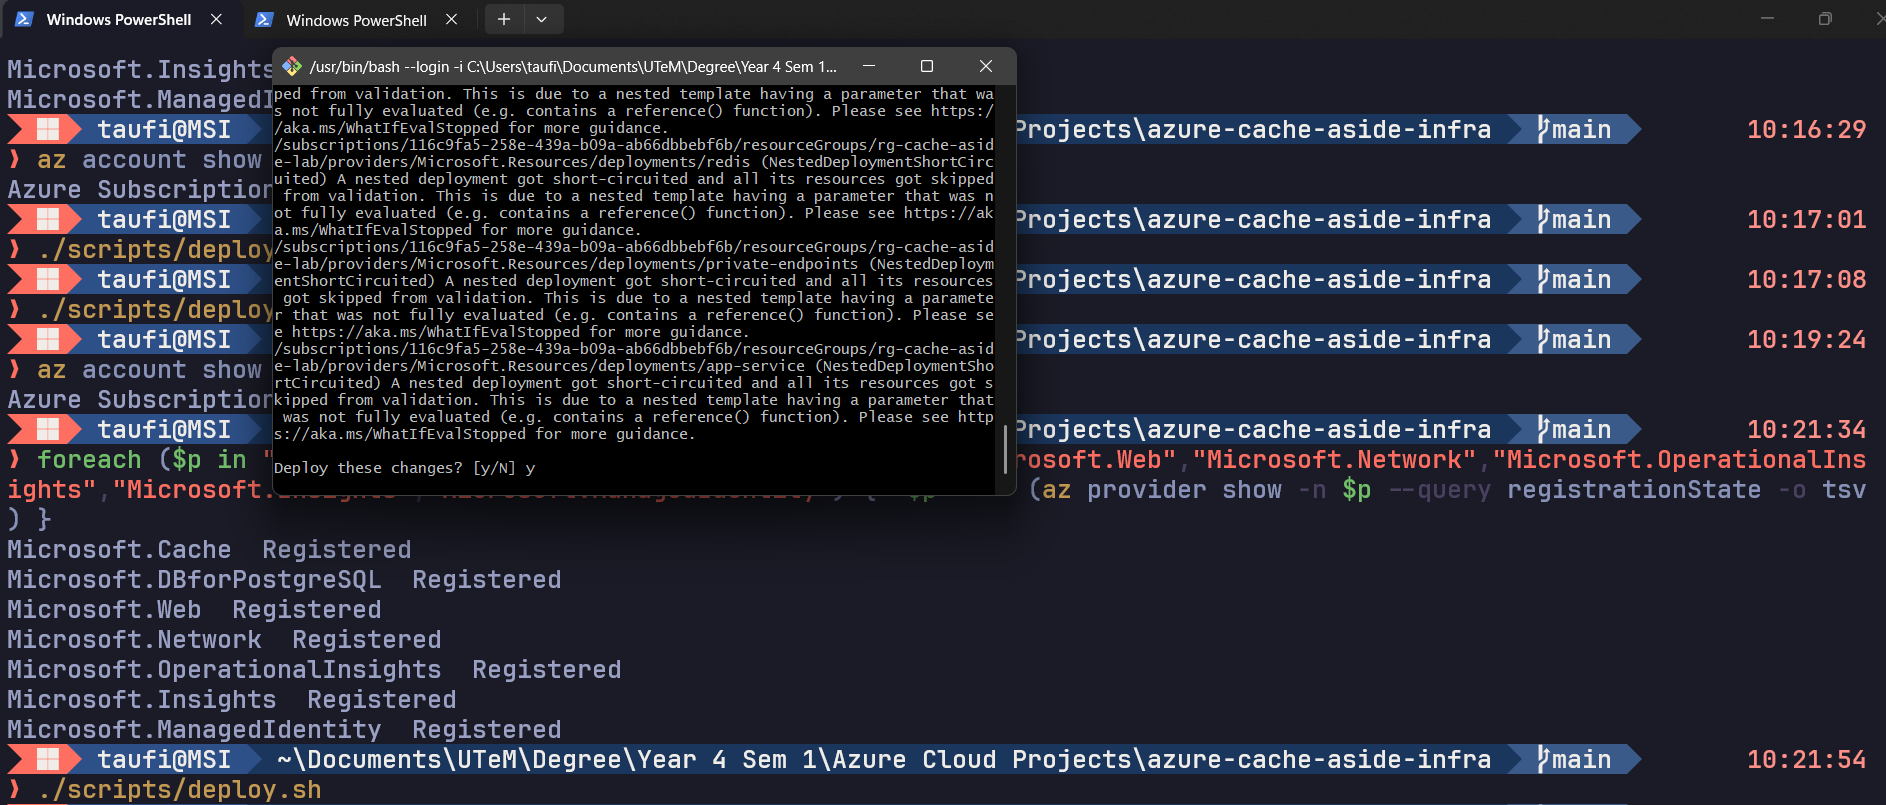 Windows PowerShell
Windows PowerShell
Microsoft.Insights
Microsoft.ManagedI
taufi@MSI Projects\azure-cache-aside-infra main 10:16:29
❯ az account show
Azure Subscription
taufi@MSI Projects\azure-cache-aside-infra main 10:17:01
❯ ./scripts/deploy
taufi@MSI Projects\azure-cache-aside-infra main 10:17:08
❯ ./scripts/deploy
taufi@MSI Projects\azure-cache-aside-infra main 10:19:24
❯ az account show
Azure Subscription
taufi@MSI Projects\azure-cache-aside-infra main 10:21:34
❯ foreach ($p in "rosoft.Web","Microsoft.Network","Microsoft.OperationalIns
ights","Microsoft. (az provider show -n $p --query registrationState -o tsv
) }
Microsoft.Cache  Registered
Microsoft.DBforPostgreSQL  Registered
Microsoft.Web  Registered
Microsoft.Network  Registered
Microsoft.OperationalInsights  Registered
Microsoft.Insights  Registered
Microsoft.ManagedIdentity  Registered
taufi@MSI ~\Documents\UTeM\Degree\Year 4 Sem 1\Azure Cloud Projects\azure-cache-aside-infra main 10:21:54
❯ ./scripts/deploy.sh
/usr/bin/bash --login -i C:\Users\taufi\Documents\UTeM\Degree\Year 4 Sem 1...
ped from validation. This is due to a nested template having a parameter that wa
s not fully evaluated (e.g. contains a reference() function). Please see https:/
/aka.ms/WhatIfEvalStopped for more guidance.
/subscriptions/116c9fa5-258e-439a-b09a-ab66dbbebf6b/resourceGroups/rg-cache-asid
e-lab/providers/Microsoft.Resources/deployments/redis (NestedDeploymentShortCirc
uited) A nested deployment got short-circuited and all its resources got skipped
 from validation. This is due to a nested template having a parameter that was n
ot fully evaluated (e.g. contains a reference() function). Please see https://ak
a.ms/WhatIfEvalStopped for more guidance.
/subscriptions/116c9fa5-258e-439a-b09a-ab66dbbebf6b/resourceGroups/rg-cache-asid
e-lab/providers/Microsoft.Resources/deployments/private-endpoints (NestedDeploym
entShortCircuited) A nested deployment got short-circuited and all its resources
 got skipped from validation. This is due to a nested template having a paramete
r that was not fully evaluated (e.g. contains a reference() function). Please se
e https://aka.ms/WhatIfEvalStopped for more guidance.
/subscriptions/116c9fa5-258e-439a-b09a-ab66dbbebf6b/resourceGroups/rg-cache-asid
e-lab/providers/Microsoft.Resources/deployments/app-service (NestedDeploymentSho
rtCircuited) A nested deployment got short-circuited and all its resources got s
kipped from validation. This is due to a nested template having a parameter that
 was not fully evaluated (e.g. contains a reference() function). Please see http
s://aka.ms/WhatIfEvalStopped for more guidance.
Deploy these changes? [y/N] y